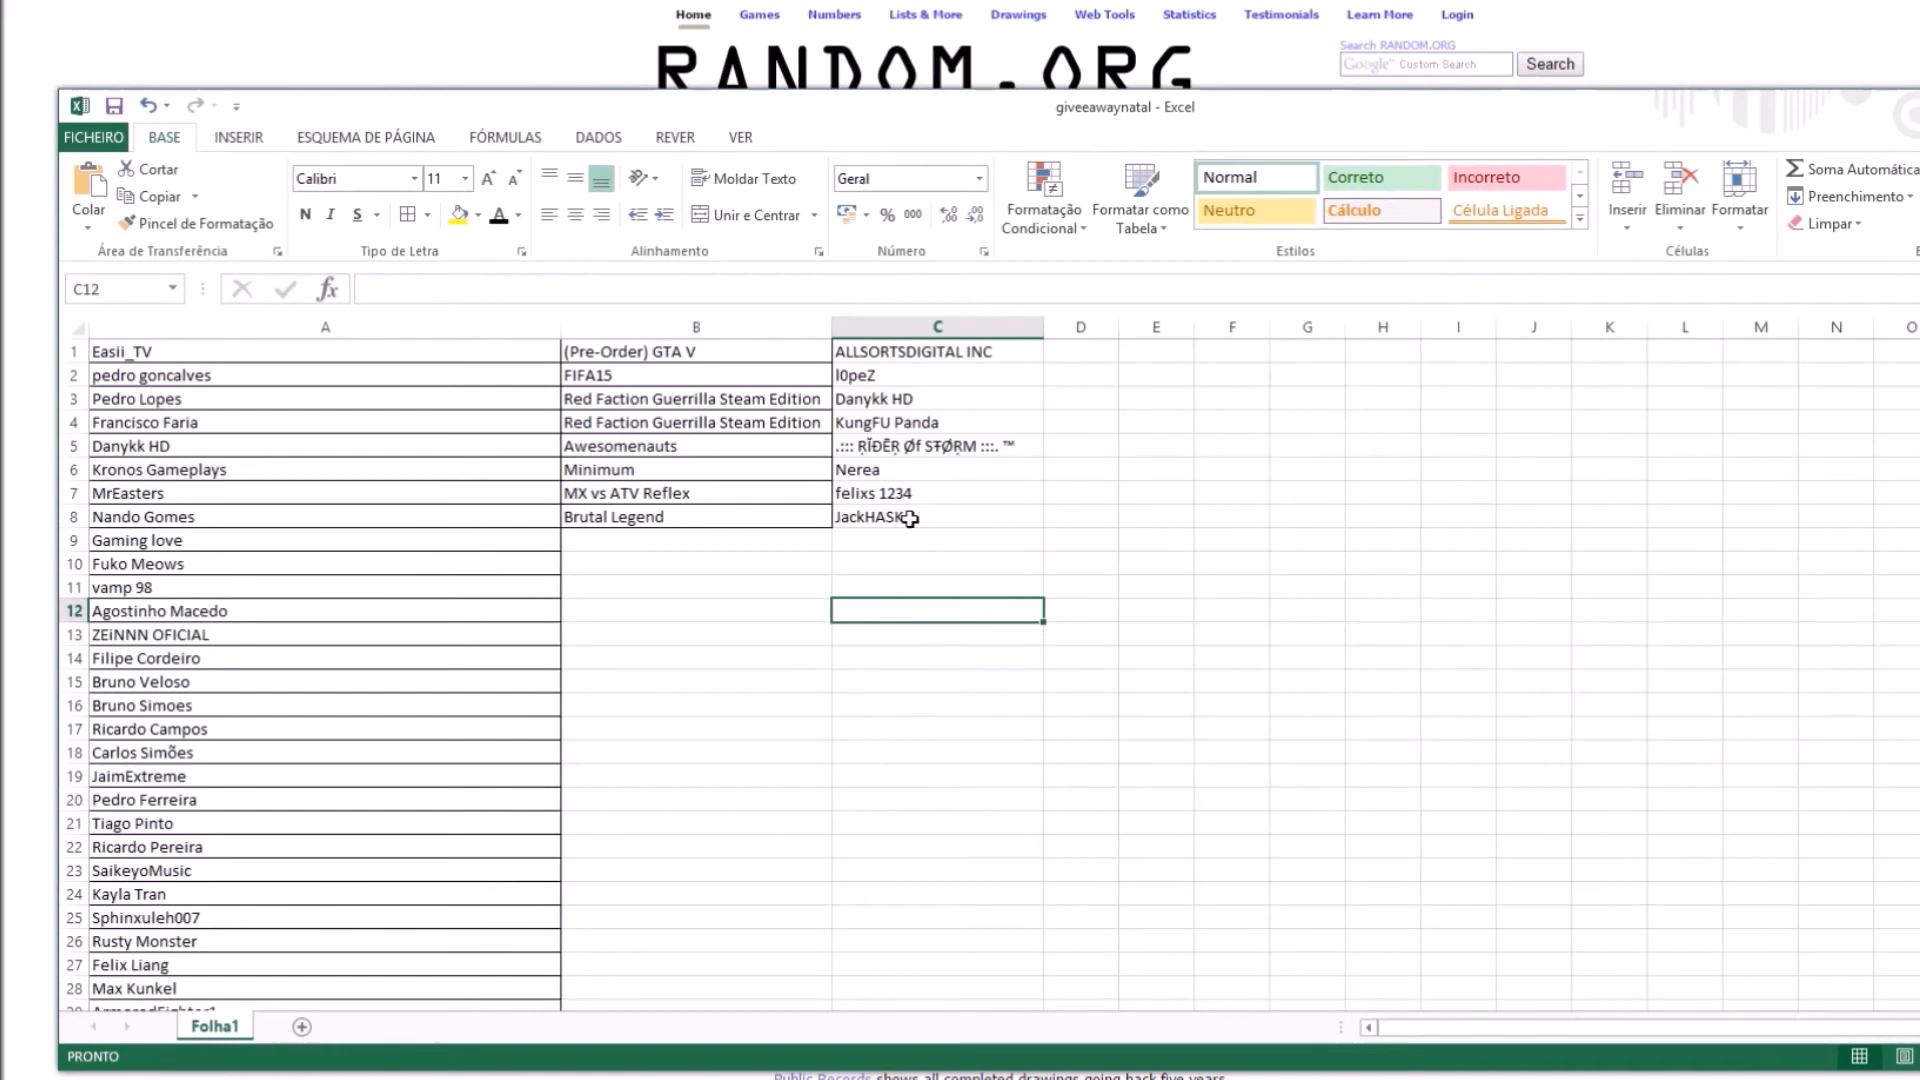 Home Games Numbers Lists & More Drawings Web Tools Statistics Testimonials Learn More Login
RANDOM.ORG
Search RANDOM.ORG
Google™ Custom Search Search
giveeawaynatal - Excel
FICHEIRO BASE INSERIR ESQUEMA DE PÁGINA FÓRMULAS DADOS REVER VER
Colar
Cortar
Copiar
Pincel de Formatação
Área de Transferência
Calibri 11
N I S A
Tipo de Letra
Moldar Texto
Unir e Centrar
Alinhamento
Geral
% 000
Número
Formatação Condicional
Formatar como Tabela
Normal Correto Incorreto
Neutro Cálculo Célula Ligada
Estilos
Inserir Eliminar Formatar
Células
Soma Automática
Preenchimento
Limpar
C12 fx
A B C D E F G H I J K L M N O
1 Easii_TV (Pre-Order) GTA V ALLSORTSDIGITAL INC
2 pedro goncalves FIFA15 l0peZ
3 Pedro Lopes Red Faction Guerrilla Steam Edition Danykk HD
4 Francisco Faria Red Faction Guerrilla Steam Edition KungFU Panda
5 Danykk HD Awesomenauts .::: ŖĬĐĒŖ Øf SŦØŖM :::. ™
6 Kronos Gameplays Minimum Nerea
7 MrEasters MX vs ATV Reflex felixs 1234
8 Nando Gomes Brutal Legend JackHASK
9 Gaming love
10 Fuko Meows
11 vamp 98
12 Agostinho Macedo
13 ZEiNNN OFICIAL
14 Filipe Cordeiro
15 Bruno Veloso
16 Bruno Simoes
17 Ricardo Campos
18 Carlos Simões
19 JaimExtreme
20 Pedro Ferreira
21 Tiago Pinto
22 Ricardo Pereira
23 SaikeyoMusic
24 Kayla Tran
25 Sphinxuleh007
26 Rusty Monster
27 Felix Liang
28 Max Kunkel
Folha1
PRONTO
Public Records shows all completed drawings going back five years